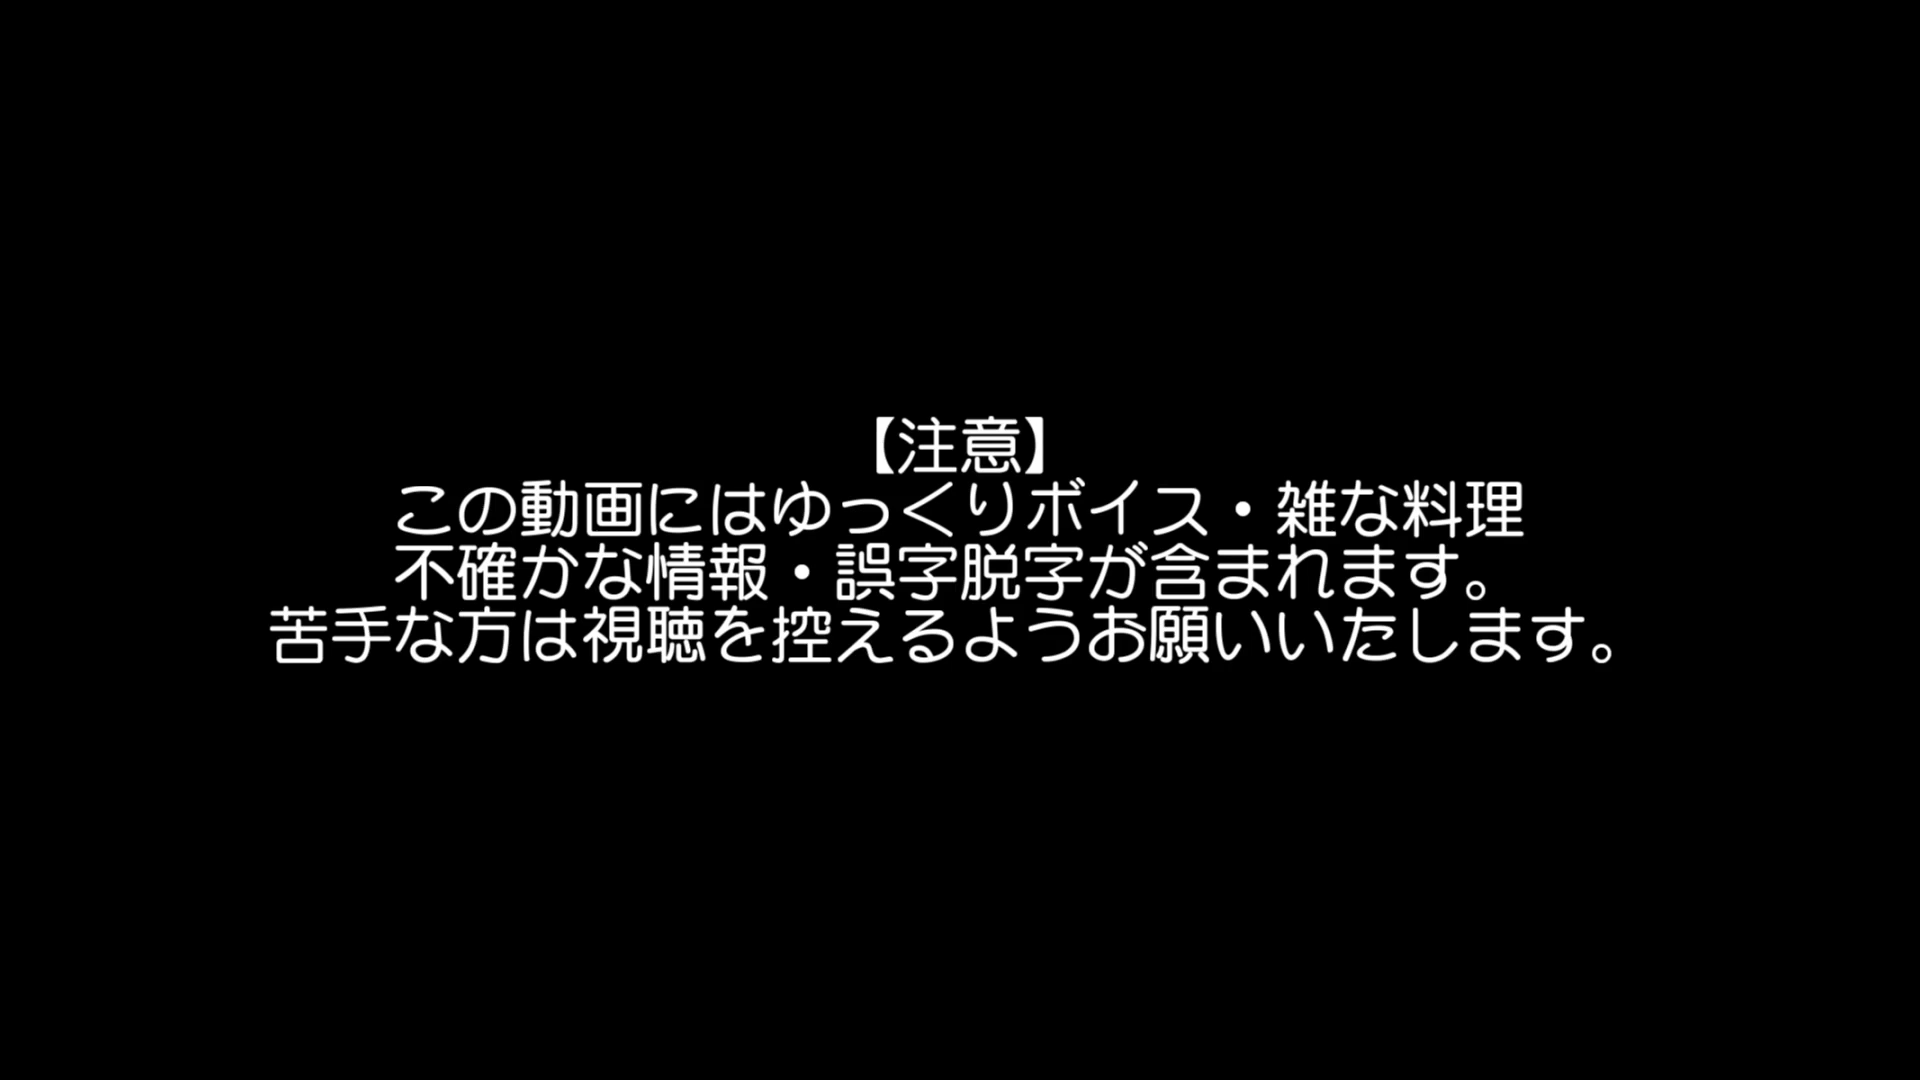 【注意】
この動画にはゆっくりボイス・雑な料理
不確かな情報・誤字脱字が含まれます。
苦手な方は視聴を控えるようお願いいたします。